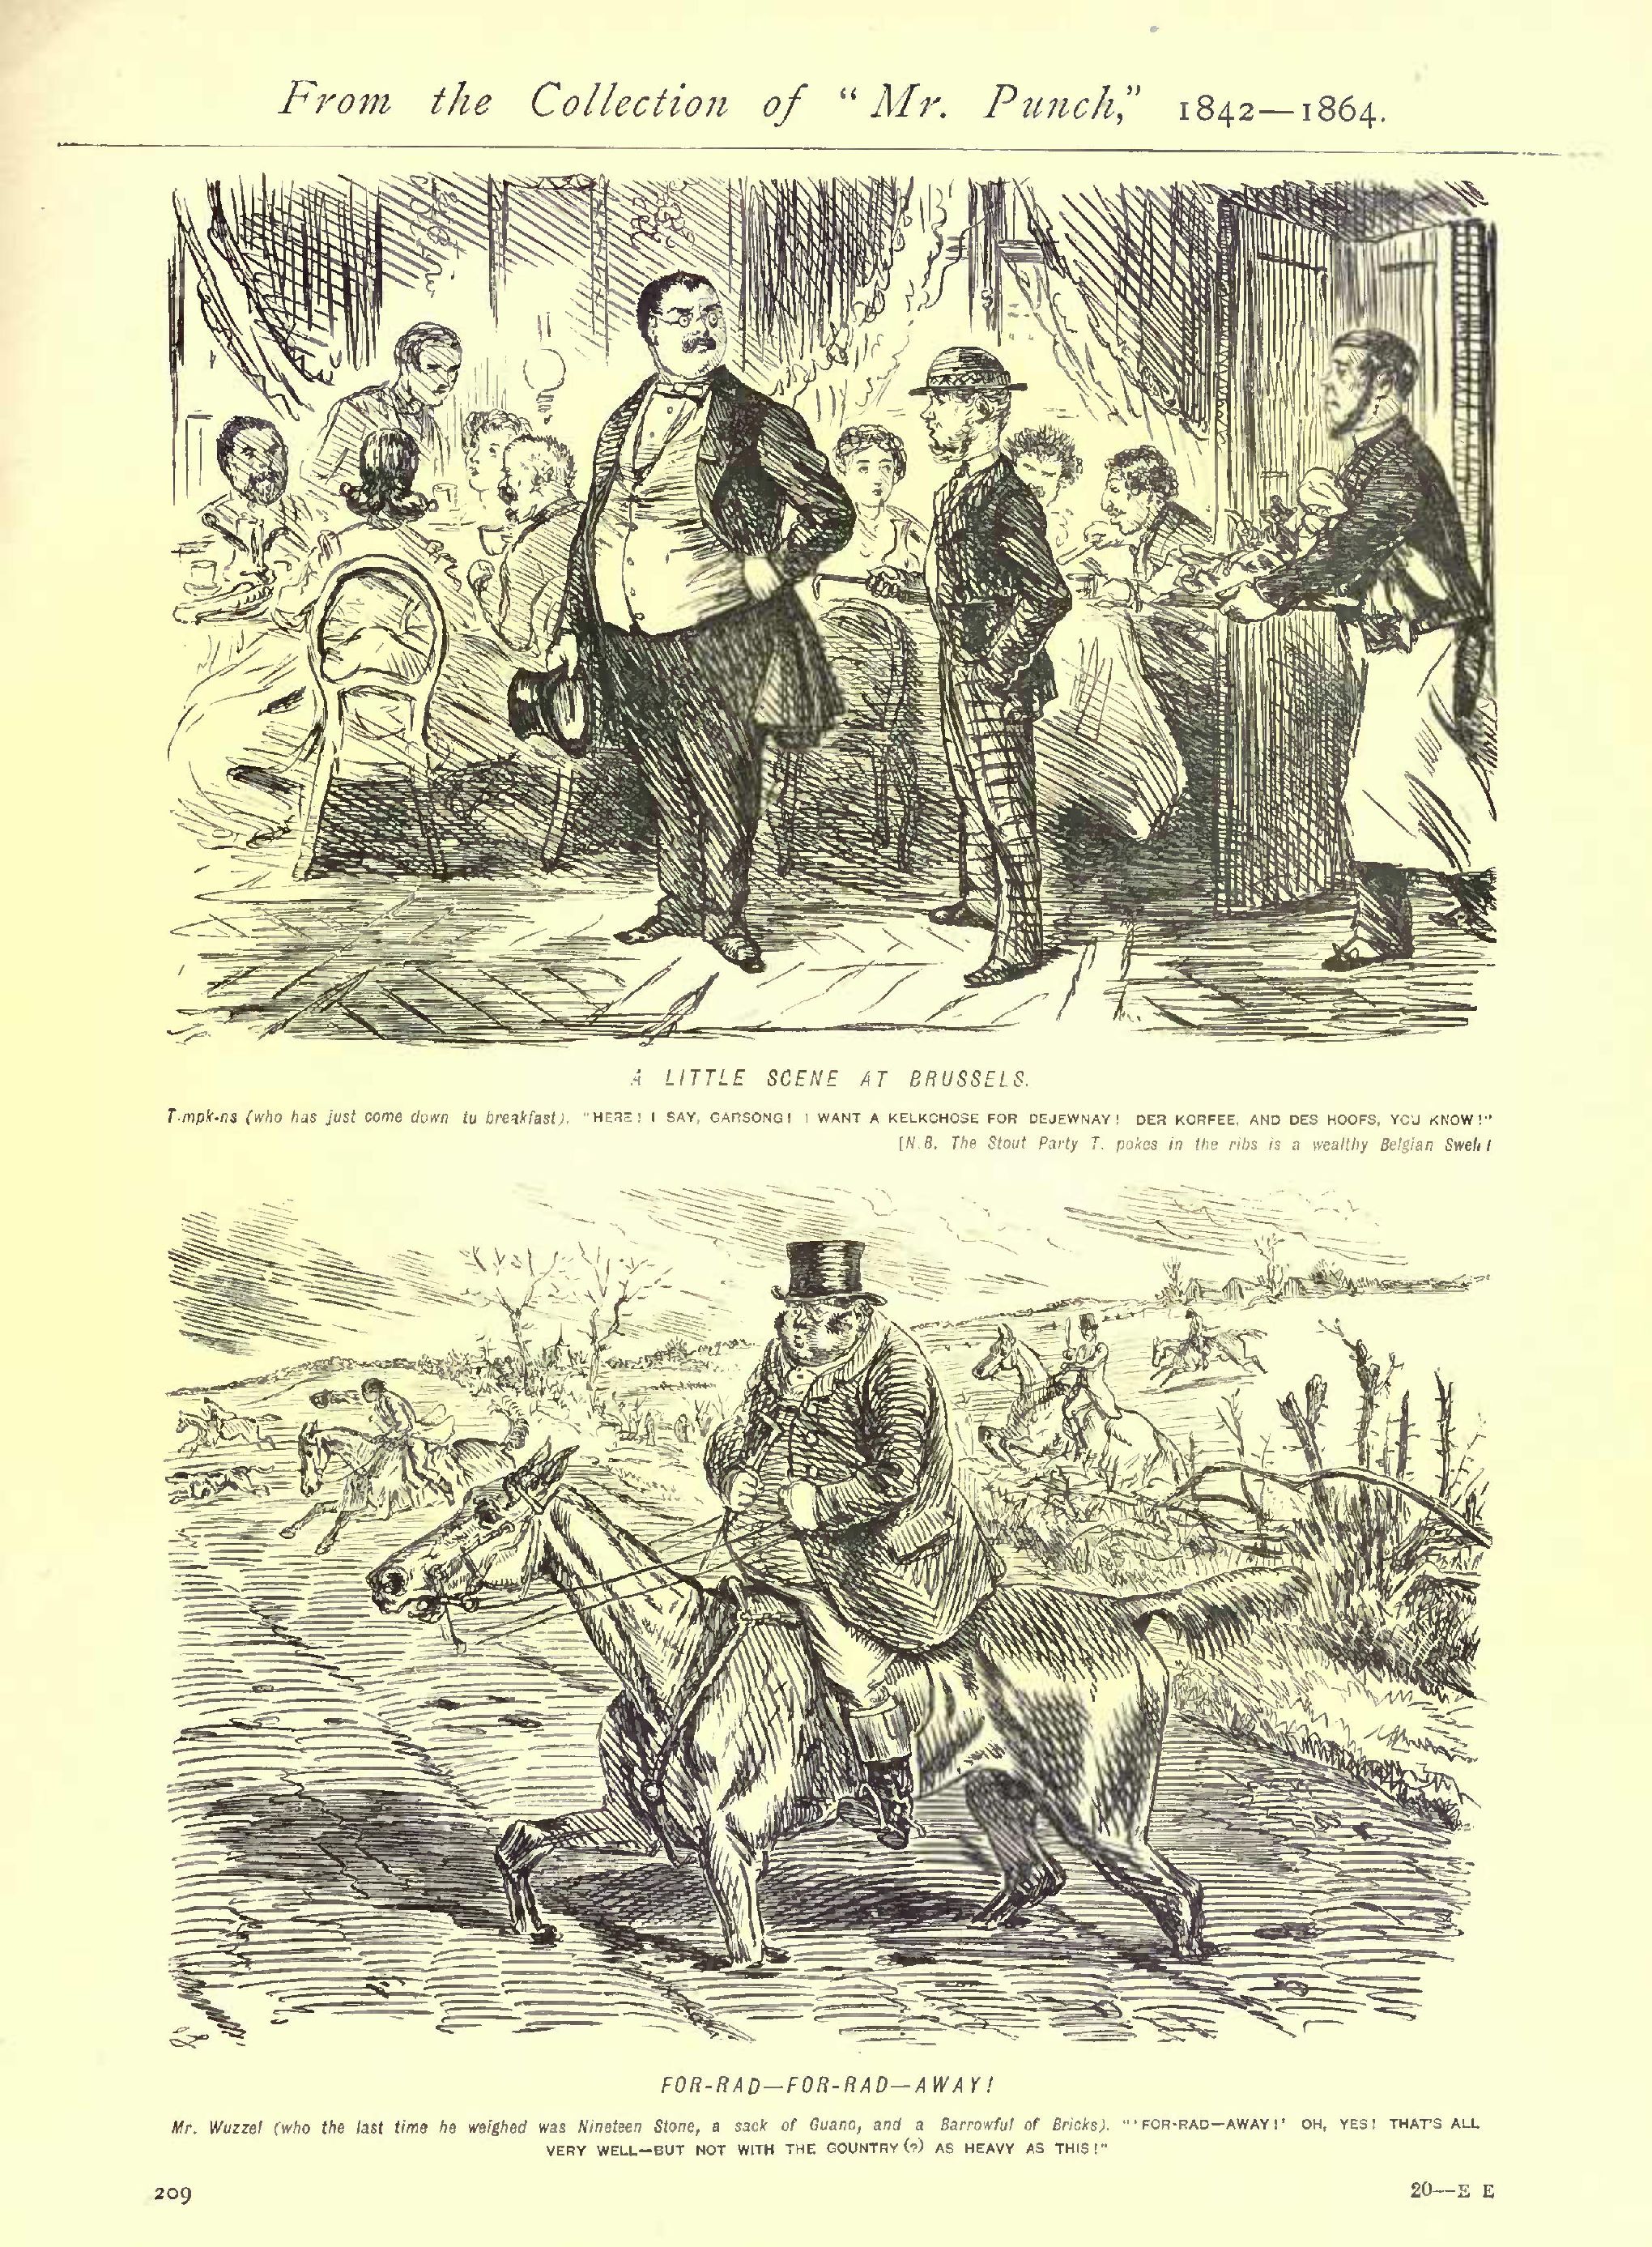 From the Collection of "Mr. Punch," 1842—1864.
A LITTLE SCENE AT BRUSSELS.
T.mpk-ns (who has just come down to breakfast). "HERE! I SAY, GARSONG! I WANT A KELKCHOSE FOR DEJEWNAY! DER KORFEE, AND DES HOOFS, YOU KNOW!"
[N.B. The Stout Party T. pokes in the ribs is a wealthy Belgian Swell!
FOR-RAD—FOR-RAD—AWAY!
Mr. Wuzzel (who the last time he weighed was Nineteen Stone, a sack of Guano, and a Barrowful of Bricks). "'FOR-RAD—AWAY!' OH, YES! THAT'S ALL
VERY WELL—BUT NOT WITH THE COUNTRY (?) AS HEAVY AS THIS!"
209 20—E E